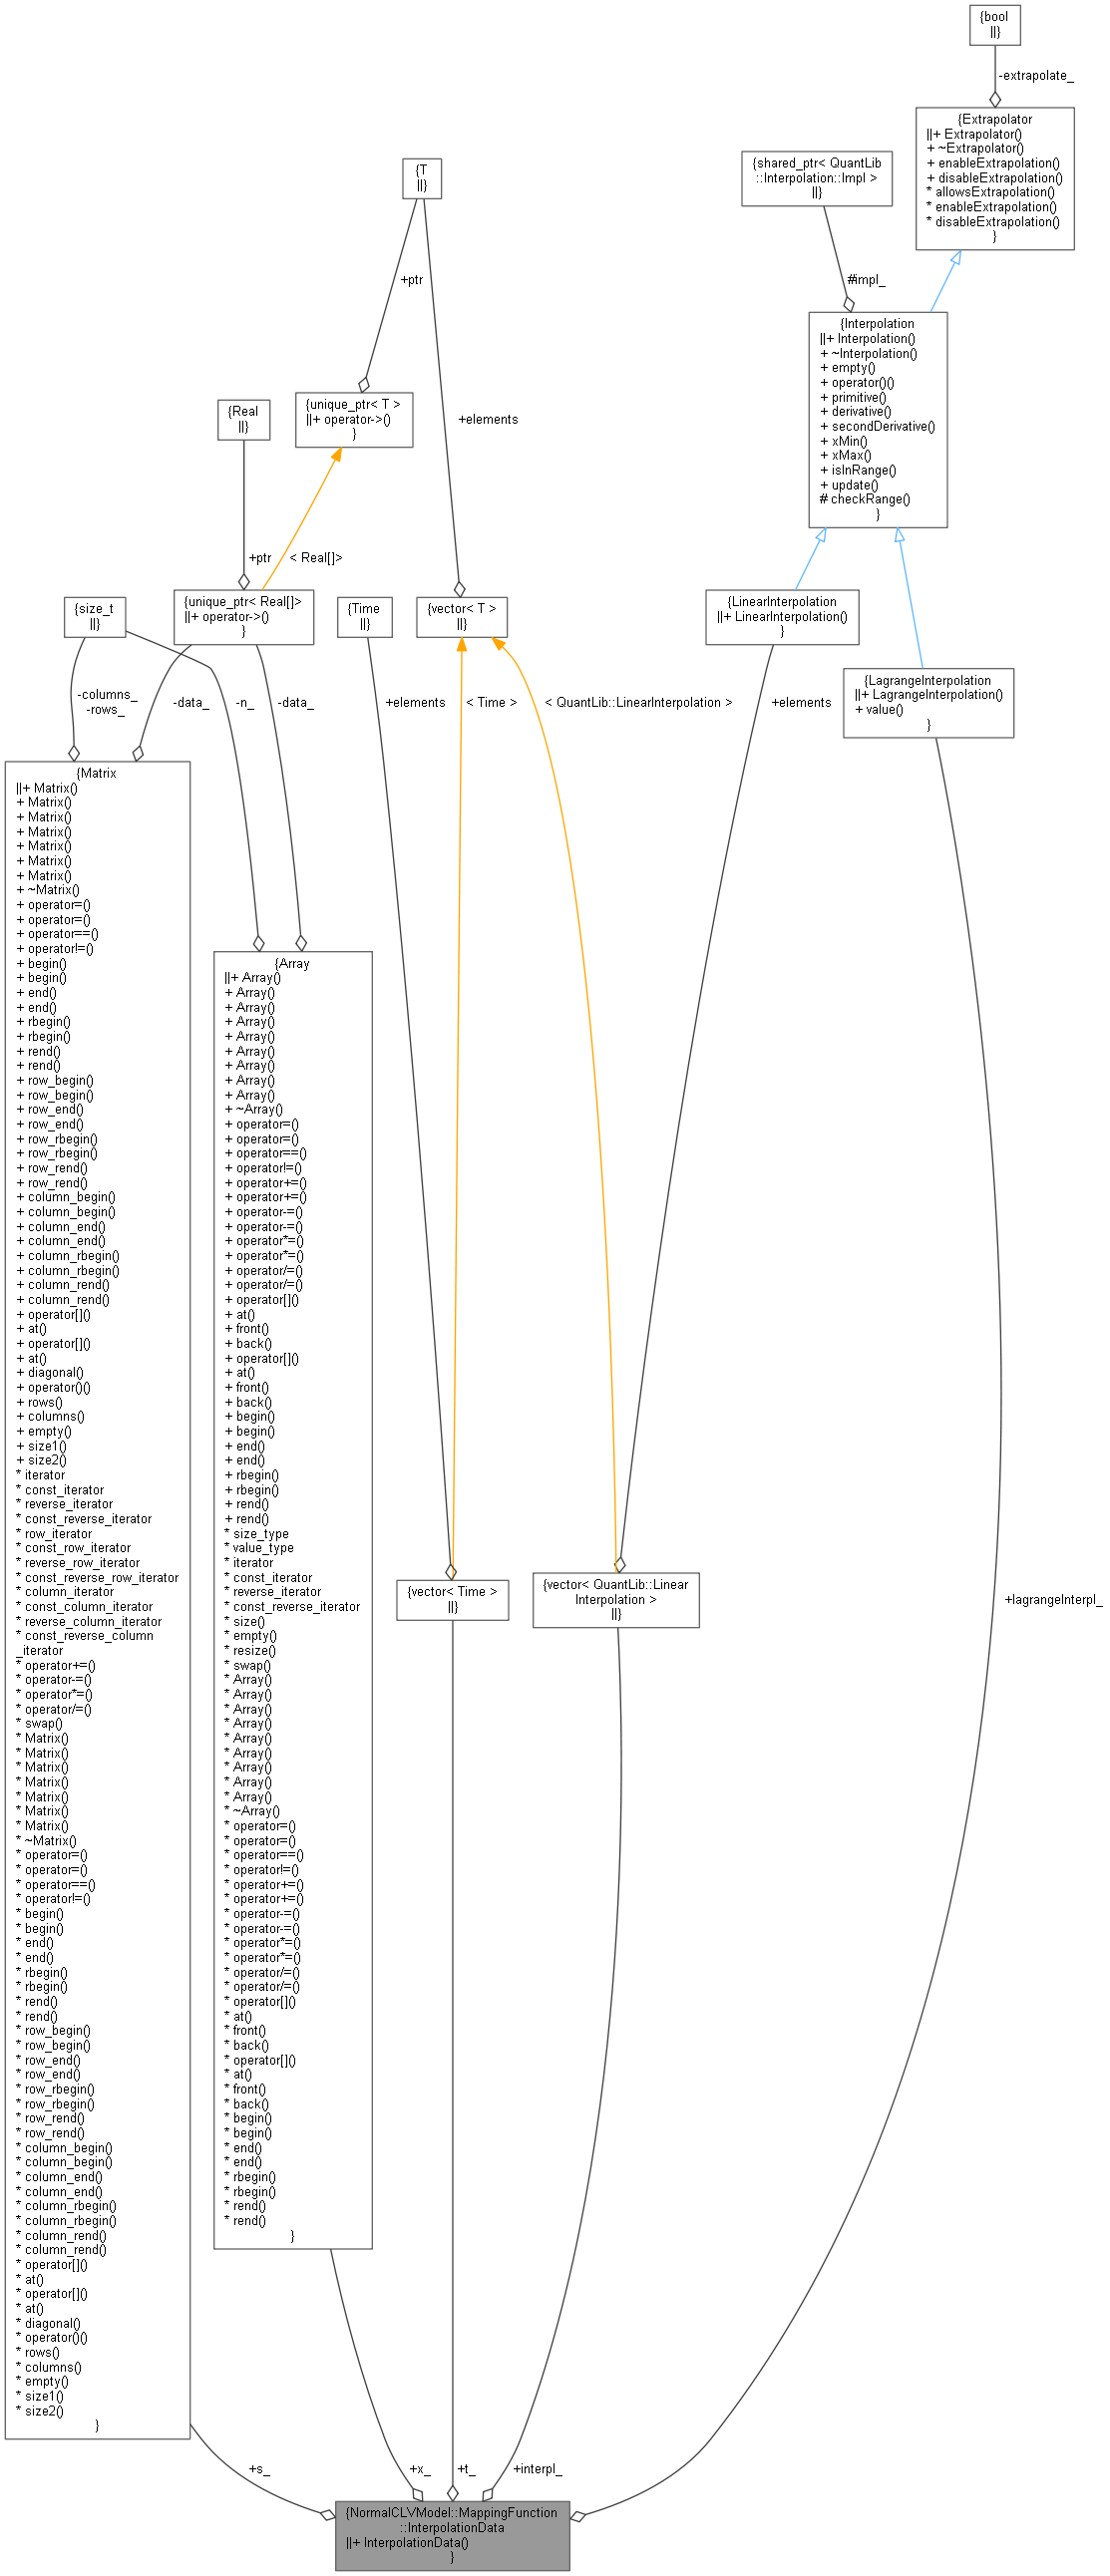 {bool
||}
-extrapolate_
{Extrapolator
||+ Extrapolator()
+ ~Extrapolator()
+ enableExtrapolation()
+ disableExtrapolation()
* allowsExtrapolation()
* enableExtrapolation()
* disableExtrapolation()
}
{shared_ptr< QuantLib
::Interpolation::Impl >
||}
#impl_
{T
||}
+ptr
+elements
{Interpolation
||+ Interpolation()
+ ~Interpolation()
+ empty()
+ operator()()
+ primitive()
+ derivative()
+ secondDerivative()
+ xMin()
+ xMax()
+ isInRange()
+ update()
# checkRange()
}
{unique_ptr< T >
||+ operator->()
}
{Real
||}
+ptr
< Real[]>
{size_t
||}
{unique_ptr< Real[]>
||+ operator->()
}
{Time
||}
{vector< T >
||}
{LinearInterpolation
||+ LinearInterpolation()
}
{LagrangeInterpolation
||+ LagrangeInterpolation()
+ value()
}
-columns_
-rows_
-data_
-n_
-data_
+elements
< Time >
< QuantLib::LinearInterpolation >
+elements
{Matrix
||+ Matrix()
+ Matrix()
+ Matrix()
+ Matrix()
+ Matrix()
+ Matrix()
+ Matrix()
+ ~Matrix()
+ operator=()
+ operator=()
+ operator==()
+ operator!=()
+ begin()
+ begin()
+ end()
+ end()
+ rbegin()
+ rbegin()
+ rend()
+ rend()
+ row_begin()
+ row_begin()
+ row_end()
+ row_end()
+ row_rbegin()
+ row_rbegin()
+ row_rend()
+ row_rend()
+ column_begin()
+ column_begin()
+ column_end()
+ column_end()
+ column_rbegin()
+ column_rbegin()
+ column_rend()
+ column_rend()
+ operator[]()
+ at()
+ operator[]()
+ at()
+ diagonal()
+ operator()()
+ rows()
+ columns()
+ empty()
+ size1()
+ size2()
* iterator
* const_iterator
* reverse_iterator
* const_reverse_iterator
* row_iterator
* const_row_iterator
* reverse_row_iterator
* const_reverse_row_iterator
* column_iterator
* const_column_iterator
* reverse_column_iterator
* const_reverse_column
_iterator
* operator+=()
* operator-=()
* operator*=()
* operator/=()
* swap()
* Matrix()
* Matrix()
* Matrix()
* Matrix()
* Matrix()
* Matrix()
* Matrix()
* ~Matrix()
* operator=()
* operator=()
* operator==()
* operator!=()
* begin()
* begin()
* end()
* end()
* rbegin()
* rbegin()
* rend()
* rend()
* row_begin()
* row_begin()
* row_end()
* row_end()
* row_rbegin()
* row_rbegin()
* row_rend()
* row_rend()
* column_begin()
* column_begin()
* column_end()
* column_end()
* column_rbegin()
* column_rbegin()
* column_rend()
* column_rend()
* operator[]()
* at()
* operator[]()
* at()
* diagonal()
* operator()()
* rows()
* columns()
* empty()
* size1()
* size2()
}
{Array
||+ Array()
+ Array()
+ Array()
+ Array()
+ Array()
+ Array()
+ Array()
+ Array()
+ Array()
+ ~Array()
+ operator=()
+ operator=()
+ operator==()
+ operator!=()
+ operator+=()
+ operator+=()
+ operator-=()
+ operator-=()
+ operator*=()
+ operator*=()
+ operator/=()
+ operator/=()
+ operator[]()
+ at()
+ front()
+ back()
+ operator[]()
+ at()
+ front()
+ back()
+ begin()
+ begin()
+ end()
+ end()
+ rbegin()
+ rbegin()
+ rend()
+ rend()
* size_type
* value_type
* iterator
* const_iterator
* reverse_iterator
* const_reverse_iterator
* size()
* empty()
* resize()
* swap()
* Array()
* Array()
* Array()
* Array()
* Array()
* Array()
* Array()
* Array()
* Array()
* ~Array()
* operator=()
* operator=()
* operator==()
* operator!=()
* operator+=()
* operator+=()
* operator-=()
* operator-=()
* operator*=()
* operator*=()
* operator/=()
* operator/=()
* operator[]()
* at()
* front()
* back()
* operator[]()
* at()
* front()
* back()
* begin()
* begin()
* end()
* end()
* rbegin()
* rbegin()
* rend()
* rend()
}
{vector< Time >
||}
{vector< QuantLib::Linear
Interpolation >
||}
+lagrangeInterpl_
+s_
+x_
+t_
+interpl_
{NormalCLVModel::MappingFunction
::InterpolationData
||+ InterpolationData()
}